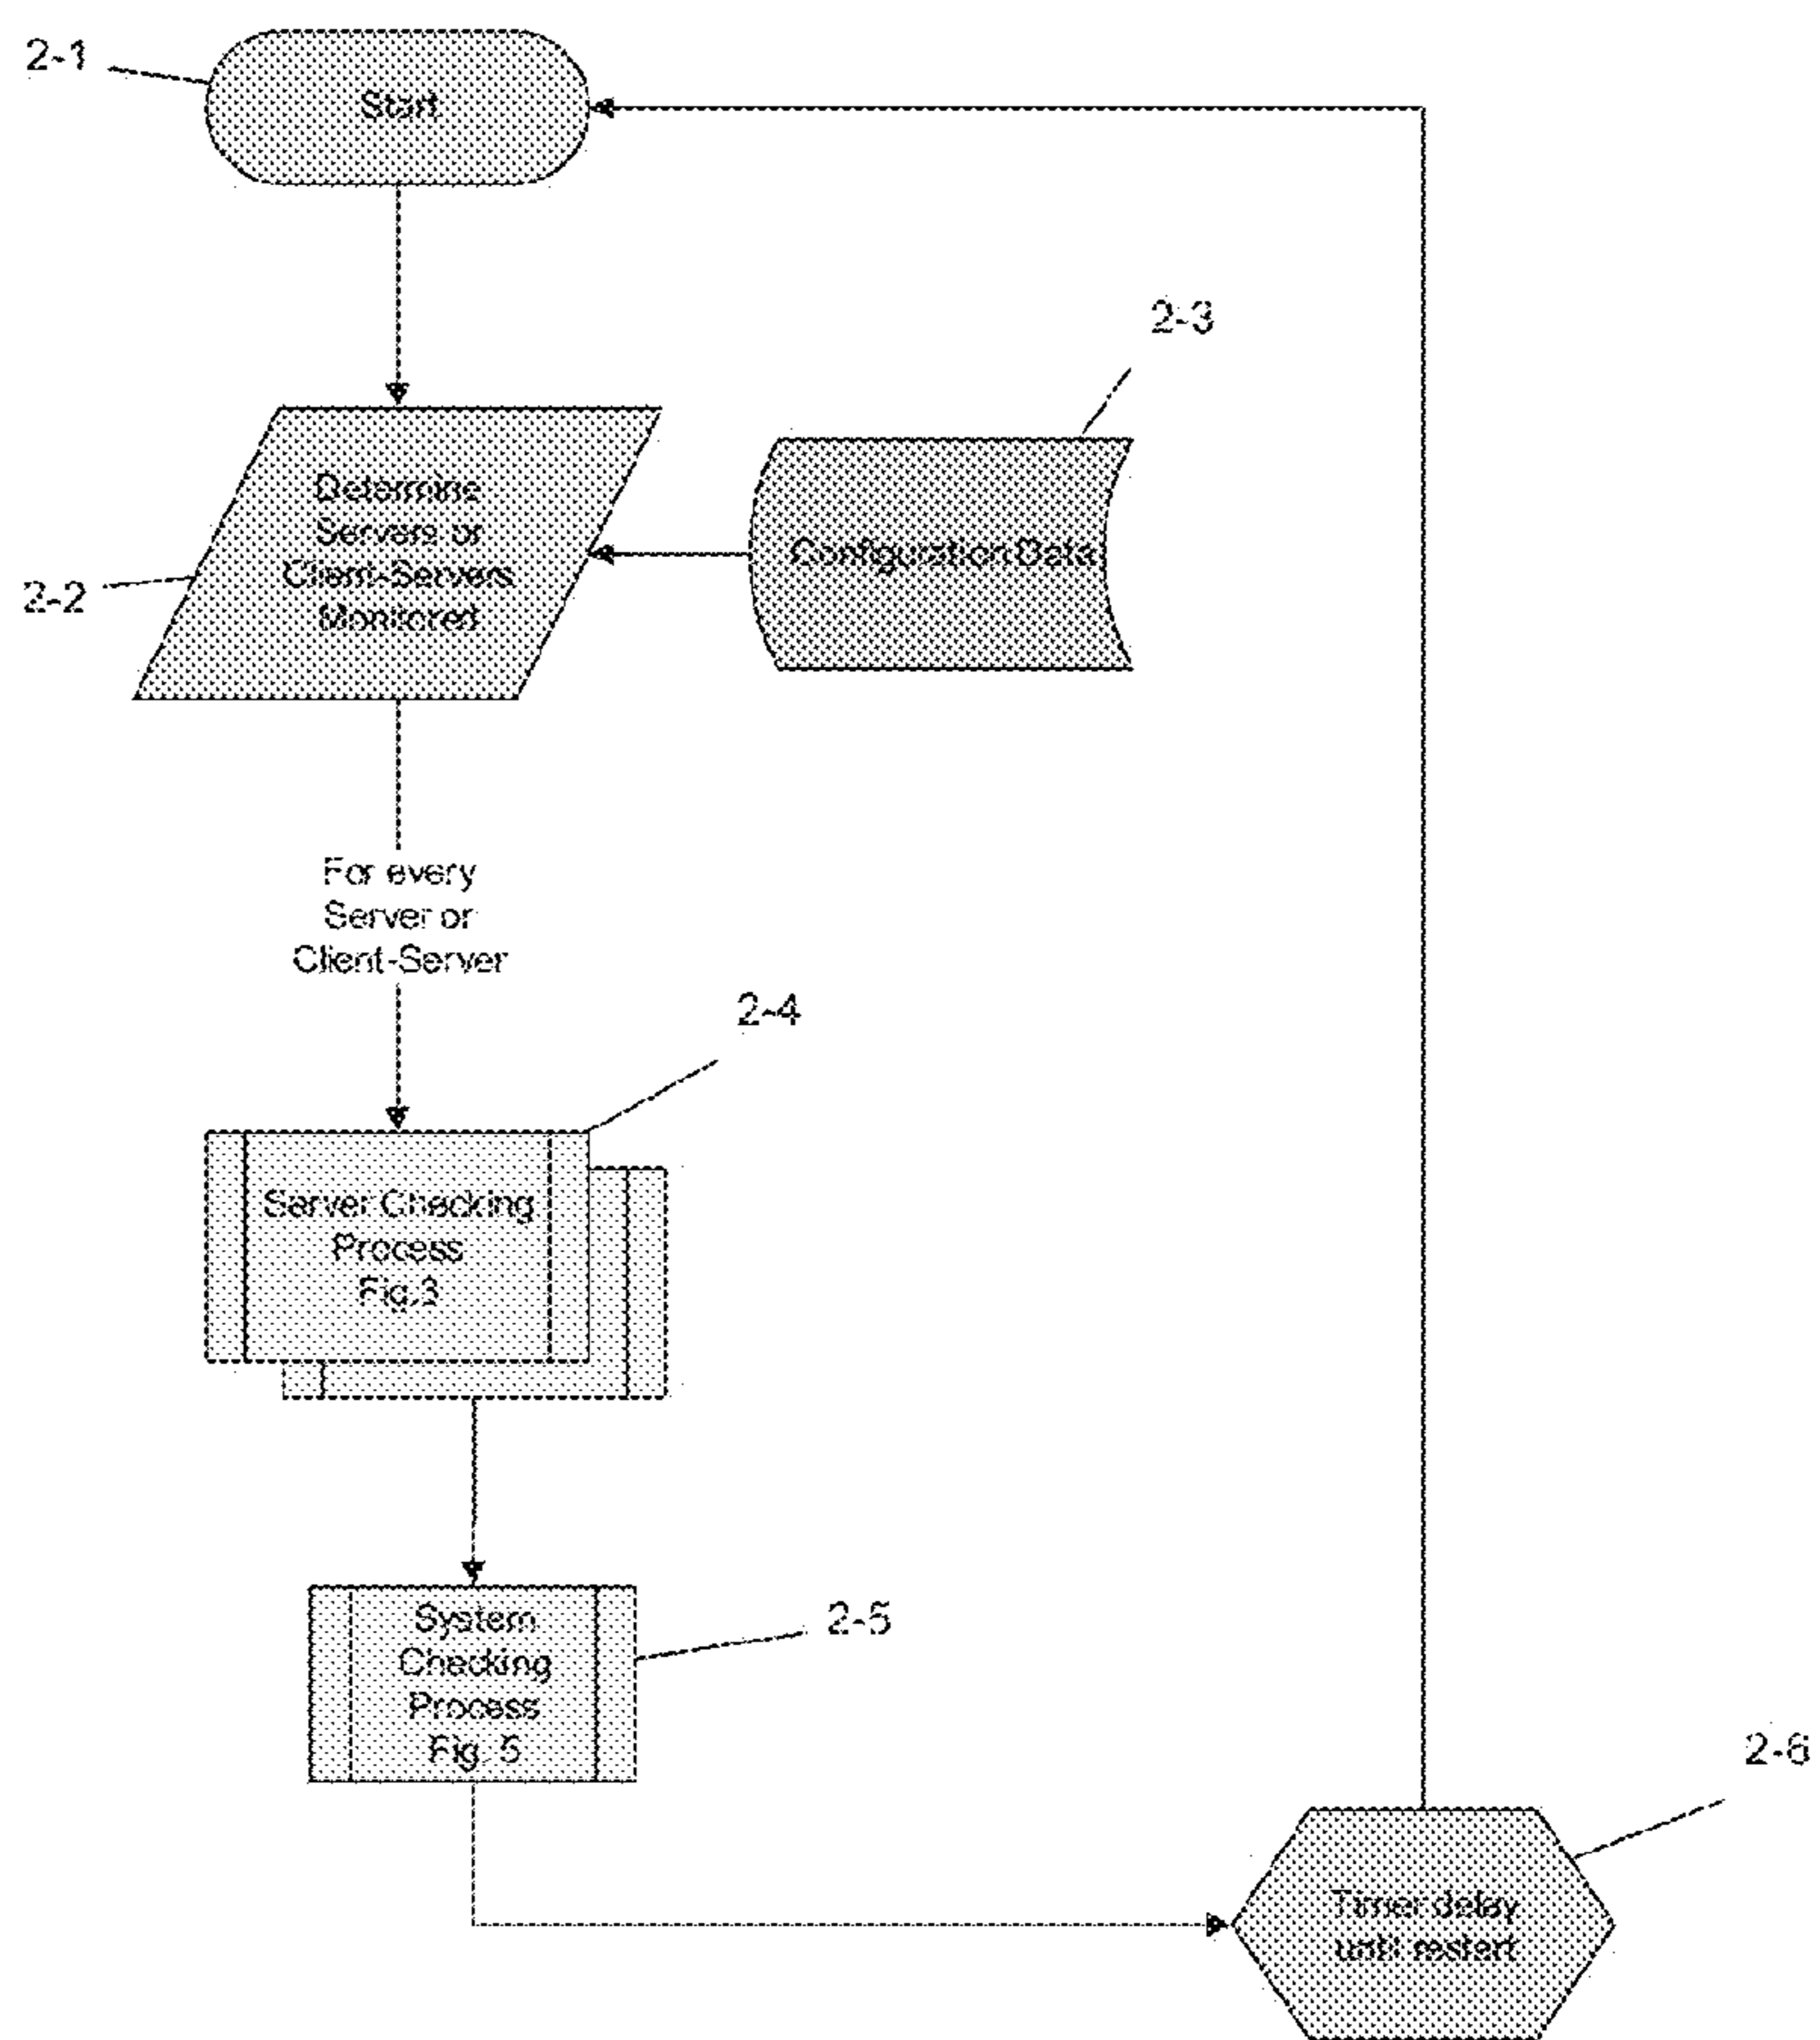 2-1
Start
2-3
Determine
Servers or
Client-Servers
Monitored
Configuration Data
2-2
For every
Server or
Client-Server
2-4
Server Checking
Process
Fig.3
System
Checking
Process
Fig. 5
2-5
2-6
Timer delay
until restart